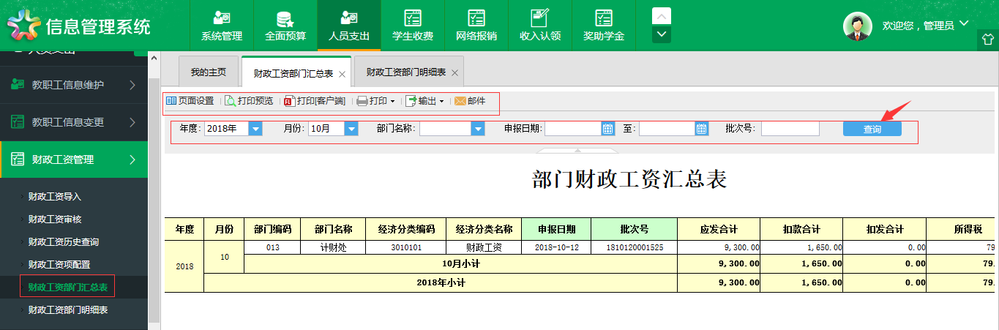 信息管理系统
系统管理 全面预算 人员支出 学生收费 网络报销 收入认领 奖助学金
欢迎您，管理员
人员支出
教职工信息维护
教职工信息变更
财政工资管理
财政工资导入
财政工资审核
财政工资历史查询
财政工资项配置
财政工资部门汇总表
财政工资部门明细表
我的主页 财政工资部门汇总表 财政工资部门明细表
页面设置 打印预览 打印[客户端] 打印 输出 邮件
年度: 2018年 月份: 10月 部门名称: 申报日期: 至: 批次号: 查询
部门财政工资汇总表
年度 月份 部门编码 部门名称 经济分类编码 经济分类名称 申报日期 批次号 应发合计 扣款合计 扣发合计 所得税
2018 10 013 计财处 3010101 财政工资 2018-10-12 1810120001525 9,300.00 1,650.00 0.00 79
10月小计 9,300.00 1,650.00 0.00 79.
2018年小计 9,300.00 1,650.00 0.00 79.